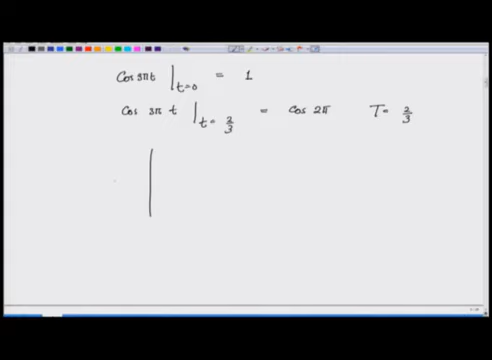 Cos 3πt |t=0 = 1
Cos 3π t |t= 2/3 = Cos 2π T= 2/3